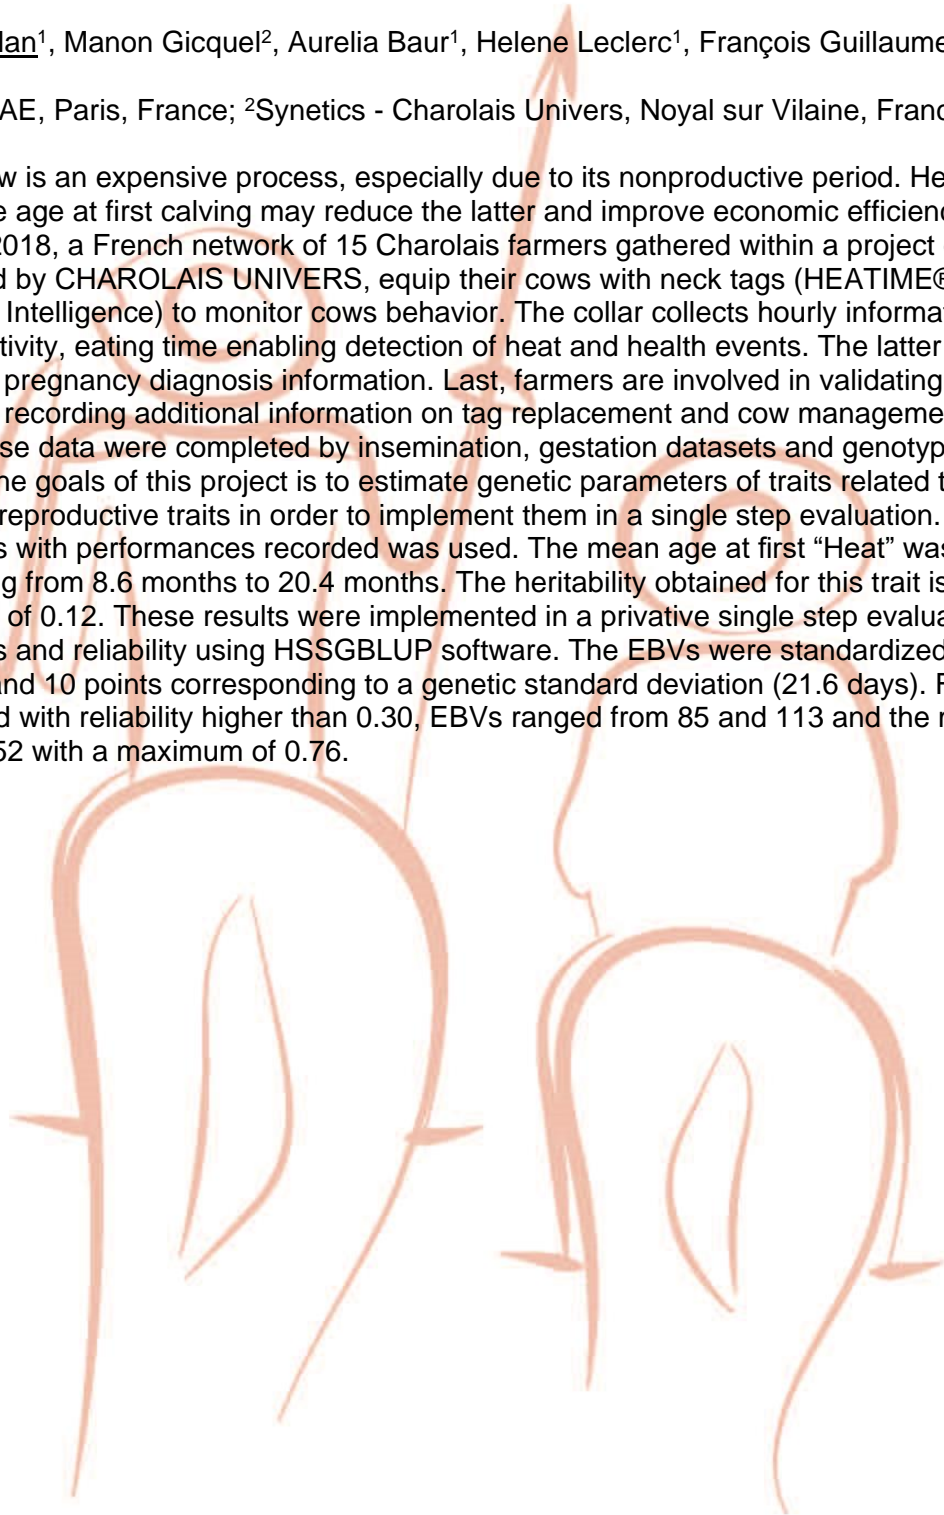 lan¹, Manon Gicquel², Aurelia Baur¹, Helene Leclerc¹, François Guillaume
AE, Paris, France; ²Synetics - Charolais Univers, Noyal sur Vilaine, Franc
w is an expensive process, especially due to its nonproductive period. He
e age at first calving may reduce the latter and improve economic efficienc
2018, a French network of 15 Charolais farmers gathered within a project
d by CHAROLAIS UNIVERS, equip their cows with neck tags (HEATIME®
Intelligence) to monitor cows behavior. The collar collects hourly informat
tivity, eating time enabling detection of heat and health events. The latter
pregnancy diagnosis information. Last, farmers are involved in validating
recording additional information on tag replacement and cow manageme
se data were completed by insemination, gestation datasets and genotyp
ne goals of this project is to estimate genetic parameters of traits related t
reproductive traits in order to implement them in a single step evaluation.
s with performances recorded was used. The mean age at first “Heat” was
g from 8.6 months to 20.4 months. The heritability obtained for this trait is
of 0.12. These results were implemented in a privative single step evalua
s and reliability using HSSGBLUP software. The EBVs were standardized
and 10 points corresponding to a genetic standard deviation (21.6 days). F
d with reliability higher than 0.30, EBVs ranged from 85 and 113 and the r
52 with a maximum of 0.76.